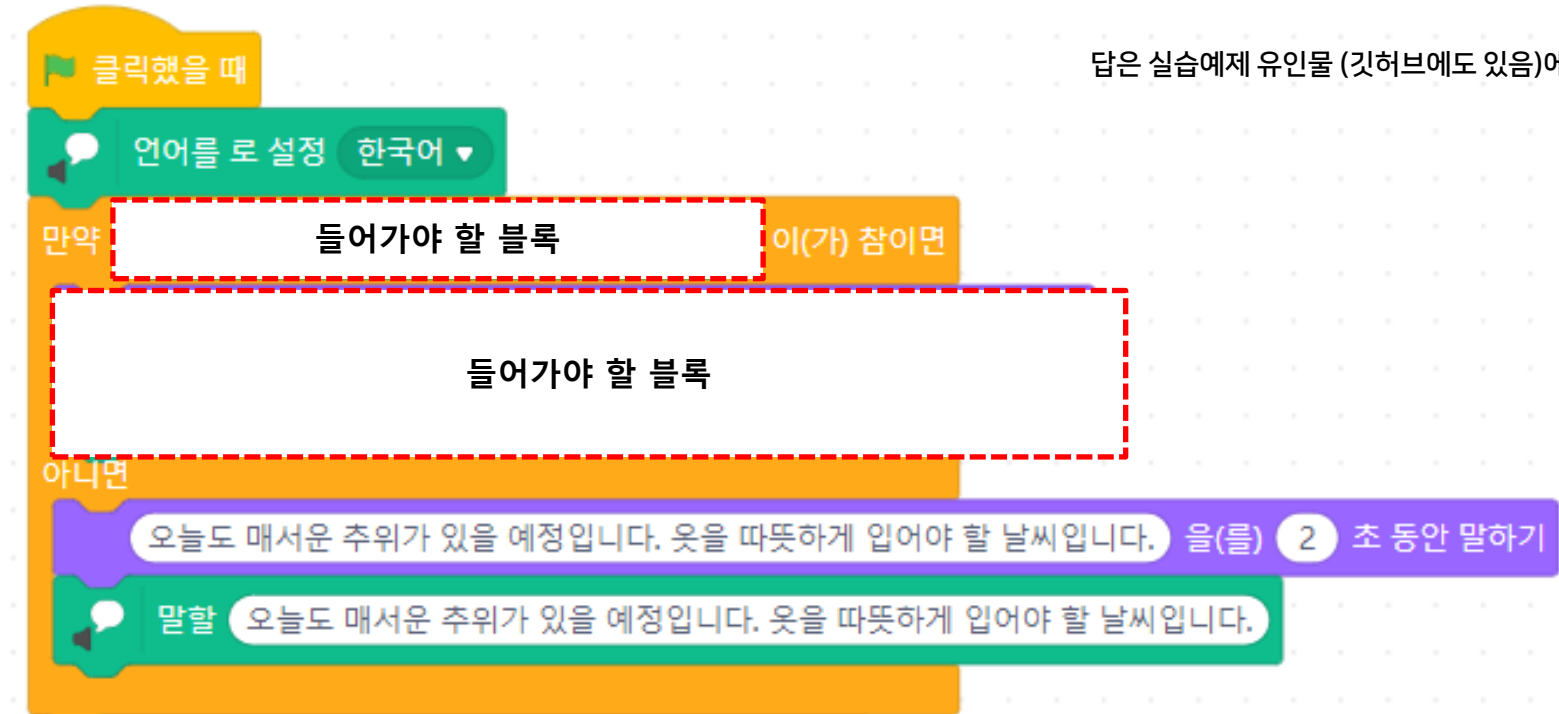 클릭했을 때
답은 실습예제 유인물 (깃허브에도 있음)에
언어를 로 설정 한국어
만약 들어가야 할 블록 이(가) 참이면
들어가야 할 블록
아니면
오늘도 매서운 추위가 있을 예정입니다. 옷을 따뜻하게 입어야 할 날씨입니다. 을(를) 2 초 동안 말하기
말할 오늘도 매서운 추위가 있을 예정입니다. 옷을 따뜻하게 입어야 할 날씨입니다.